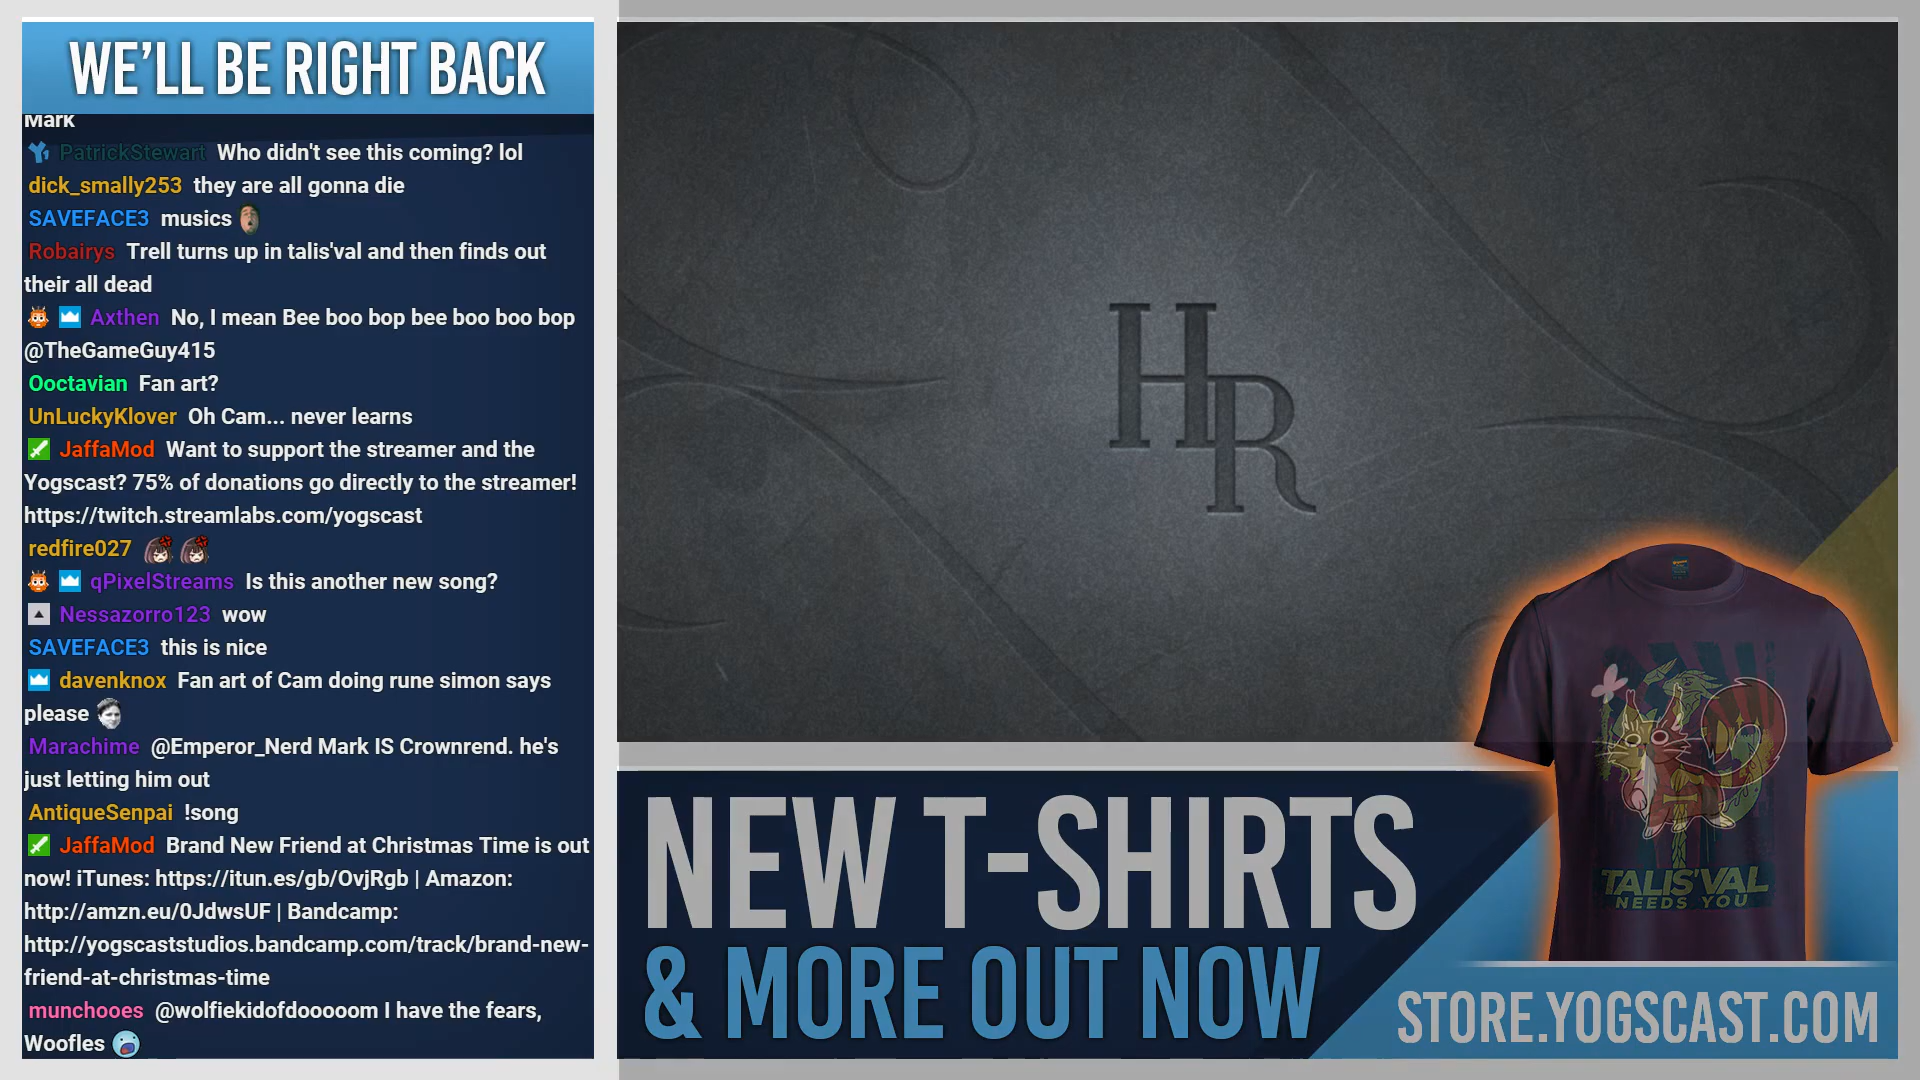 WE'LL BE RIGHT BACK
Mark
PatrickStewart Who didn't see this coming? lol
dick_smally253 they are all gonna die
SAVEFACE3 musics
Robairys Trell turns up in talis'val and then finds out
their all dead
Axthen No, I mean Bee boo bop bee boo boo bop
@TheGameGuy415
Ooctavian Fan art?
UnLuckyKlover Oh Cam... never learns
JaffaMod Want to support the streamer and the
Yogscast? 75% of donations go directly to the streamer!
https://twitch.streamlabs.com/yogscast
redfire027
qPixelStreams Is this another new song?
Nessazorro123 wow
SAVEFACE3 this is nice
davenknox Fan art of Cam doing rune simon says
please
Marachime @Emperor_Nerd Mark IS Crownrend. he's
just letting him out
AntiqueSenpai !song
JaffaMod Brand New Friend at Christmas Time is out
now! iTunes: https://itun.es/gb/OvjRgb | Amazon:
http://amzn.eu/0JdwsUF | Bandcamp:
http://yogscaststudios.bandcamp.com/track/brand-new-
friend-at-christmas-time
munchooes @wolfiekidofdooooom I have the fears,
Woofles
HR
TALIS'VAL
NEEDS YOU
NEW T-SHIRTS
& MORE OUT NOW
STORE.YOGSCAST.COM